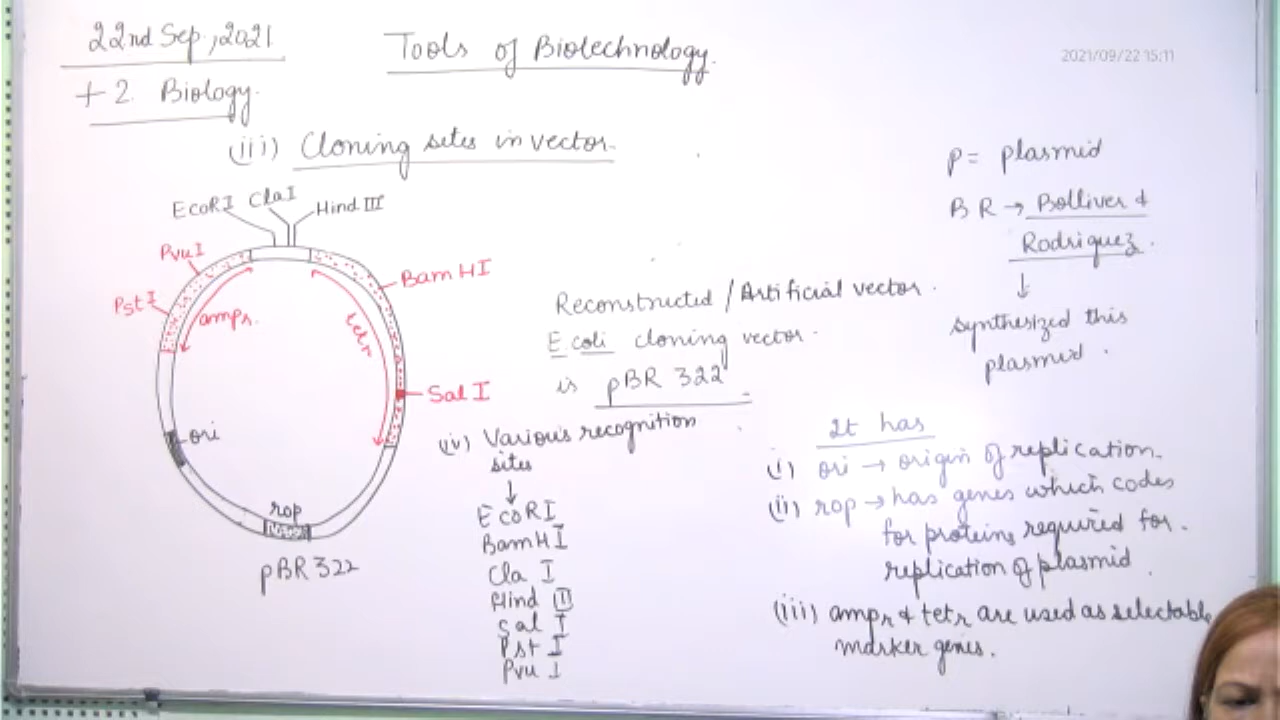 22nd Sep, 2021
Tools of Biotechnology.
2021/09/22 15:11
+2 Biology.
(iii) Cloning sites in vector.
EcoRI ClaI Hind III
PvuI
PstI
BamHI
ampr.
tetr
Sal I
ori
rop
pBR322
Reconstructed / Artificial vector.
E.coli cloning vector.
is pBR 322
(iv) Various recognition
sites
↓
EcoRI
BamHI
Cla I
Hind III
Sal I
Pst I
Pvu I
p = plasmid
BR → Bolliver &
Rodriguez.
↓
synthesized this
plasmid.
It has
(i) ori → origin of replication.
(ii) rop → has genes which codes
for proteins required for.
replication of plasmid.
(iii) ampr & tetr are used as selectable
marker genes.